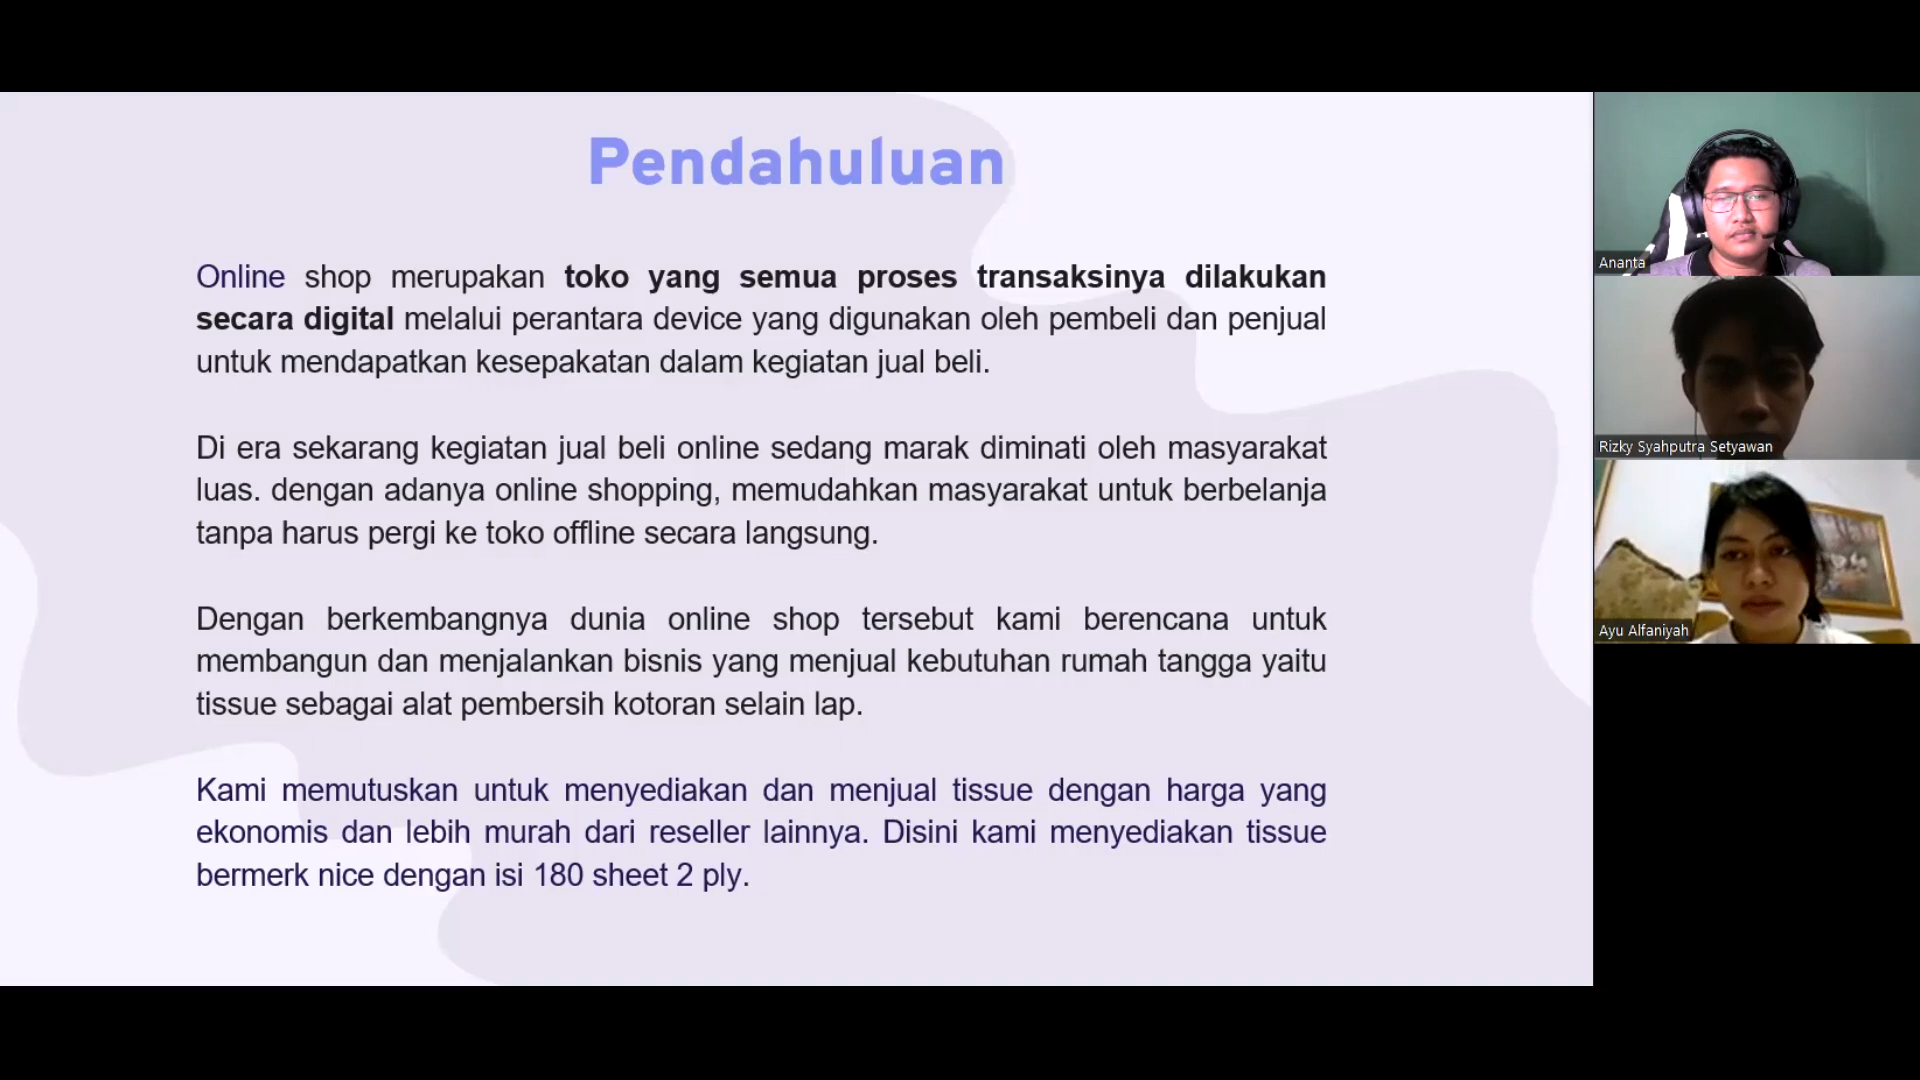 Pendahuluan
Online shop merupakan toko yang semua proses transaksinya dilakukan
secara digital melalui perantara device yang digunakan oleh pembeli dan penjual
untuk mendapatkan kesepakatan dalam kegiatan jual beli.
Di era sekarang kegiatan jual beli online sedang marak diminati oleh masyarakat
luas. dengan adanya online shopping, memudahkan masyarakat untuk berbelanja
tanpa harus pergi ke toko offline secara langsung.
Dengan berkembangnya dunia online shop tersebut kami berencana untuk
membangun dan menjalankan bisnis yang menjual kebutuhan rumah tangga yaitu
tissue sebagai alat pembersih kotoran selain lap.
Kami memutuskan untuk menyediakan dan menjual tissue dengan harga yang
ekonomis dan lebih murah dari reseller lainnya. Disini kami menyediakan tissue
bermerk nice dengan isi 180 sheet 2 ply.
Ananta
Rizky Syahputra Setyawan
Ayu Alfaniyah